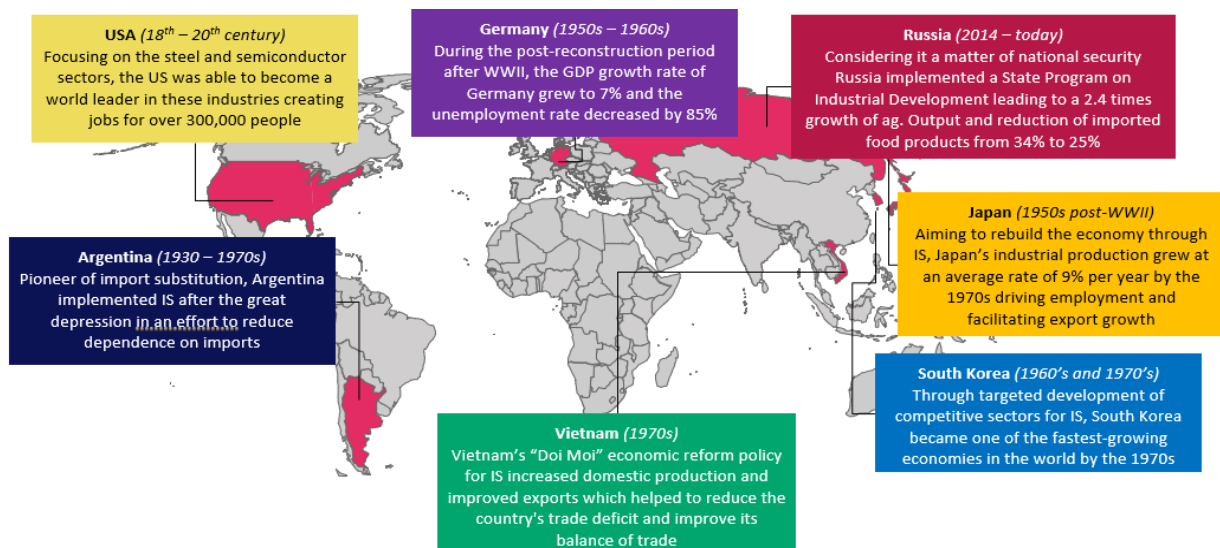 USA (18th – 20th century)
Focusing on the steel and semiconductor
sectors, the US was able to become a
world leader in these industries creating
jobs for over 300,000 people
Germany (1950s – 1960s)
During the post-reconstruction period
after WWII, the GDP growth rate of
Germany grew to 7% and the
unemployment rate decreased by 85%
Russia (2014 – today)
Considering it a matter of national security
Russia implemented a State Program on
Industrial Development leading to a 2.4 times
growth of ag. Output and reduction of imported
food products from 34% to 25%
Argentina (1930 – 1970s)
Pioneer of import substitution, Argentina
implemented IS after the great
depression in an effort to reduce
dependence on imports
Japan (1950s post-WWII)
Aiming to rebuild the economy through
IS, Japan's industrial production grew at
an average rate of 9% per year by the
1970s driving employment and
facilitating export growth
South Korea (1960's and 1970's)
Through targeted development of
competitive sectors for IS, South Korea
became one of the fastest-growing
economies in the world by the 1970s
Vietnam (1970s)
Vietnam's "Doi Moi" economic reform policy
for IS increased domestic production and
improved exports which helped to reduce the
country's trade deficit and improve its
balance of trade